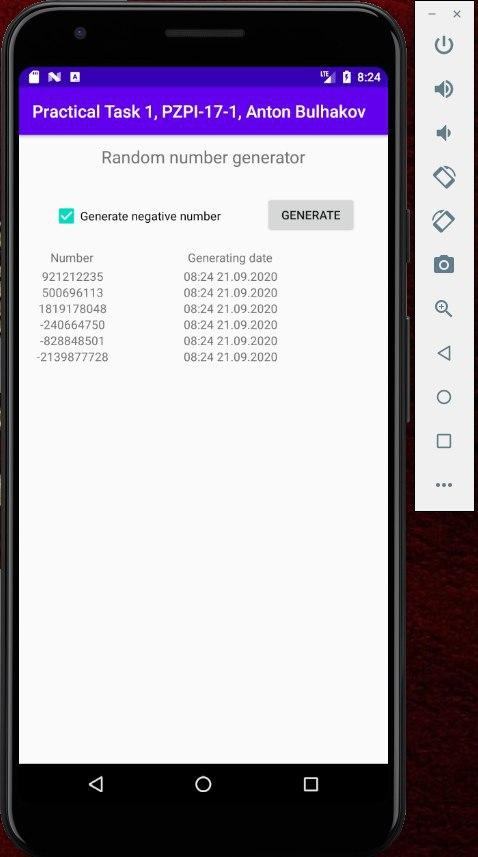 LTE 8:24
Practical Task 1, PZPI-17-1, Anton Bulhakov
Random number generator
Generate negative number GENERATE
Number Generating date
921212235 08:24 21.09.2020
500696113 08:24 21.09.2020
1819178048 08:24 21.09.2020
-240664750 08:24 21.09.2020
-828848501 08:24 21.09.2020
-2139877728 08:24 21.09.2020